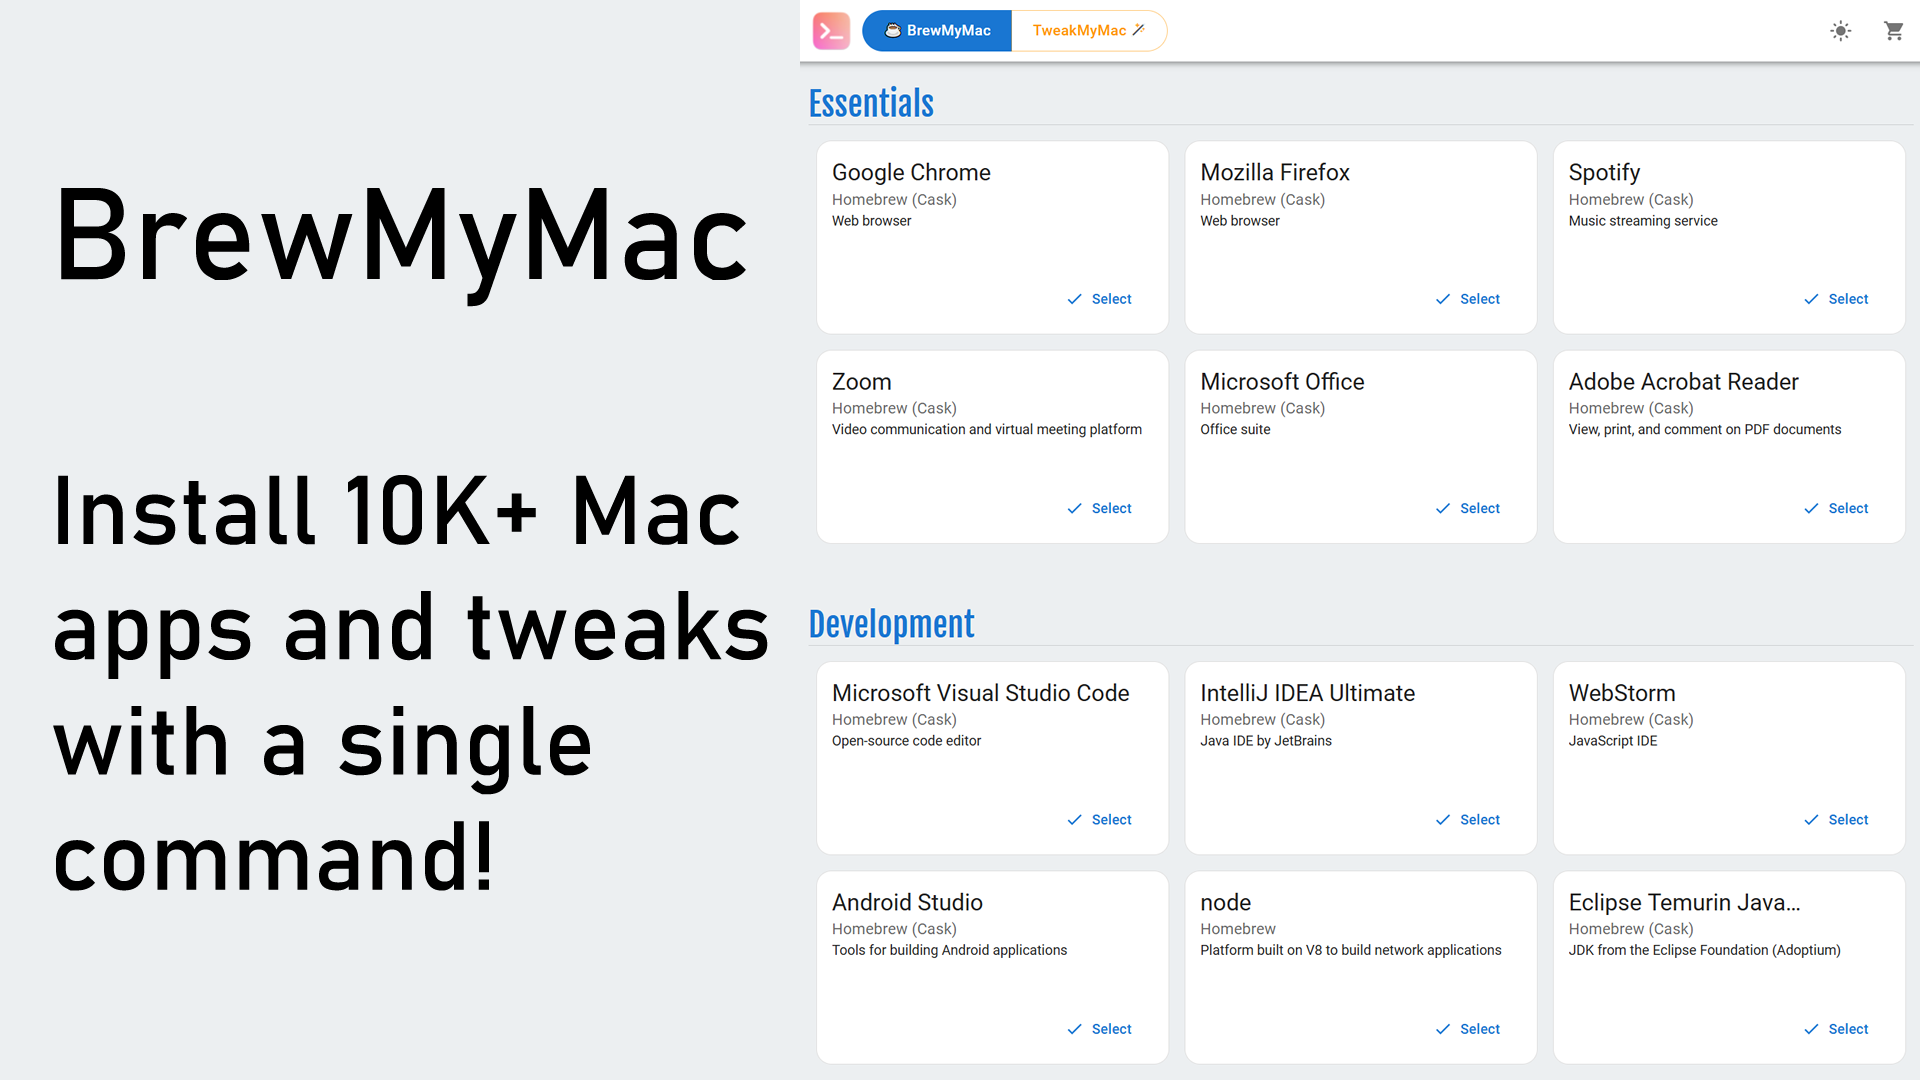 BrewMyMac
Install 10K+ Mac
apps and tweaks
with a single
command!
BrewMyMac
TweakMyMac
Essentials
Google Chrome
Homebrew (Cask)
Web browser
Select
Mozilla Firefox
Homebrew (Cask)
Web browser
Select
Spotify
Homebrew (Cask)
Music streaming service
Select
Zoom
Homebrew (Cask)
Video communication and virtual meeting platform
Select
Microsoft Office
Homebrew (Cask)
Office suite
Select
Adobe Acrobat Reader
Homebrew (Cask)
View, print, and comment on PDF documents
Select
Development
Microsoft Visual Studio Code
Homebrew (Cask)
Open-source code editor
Select
IntelliJ IDEA Ultimate
Homebrew (Cask)
Java IDE by JetBrains
Select
WebStorm
Homebrew (Cask)
JavaScript IDE
Select
Android Studio
Homebrew (Cask)
Tools for building Android applications
Select
node
Homebrew
Platform built on V8 to build network applications
Select
Eclipse Temurin Java...
Homebrew (Cask)
JDK from the Eclipse Foundation (Adoptium)
Select